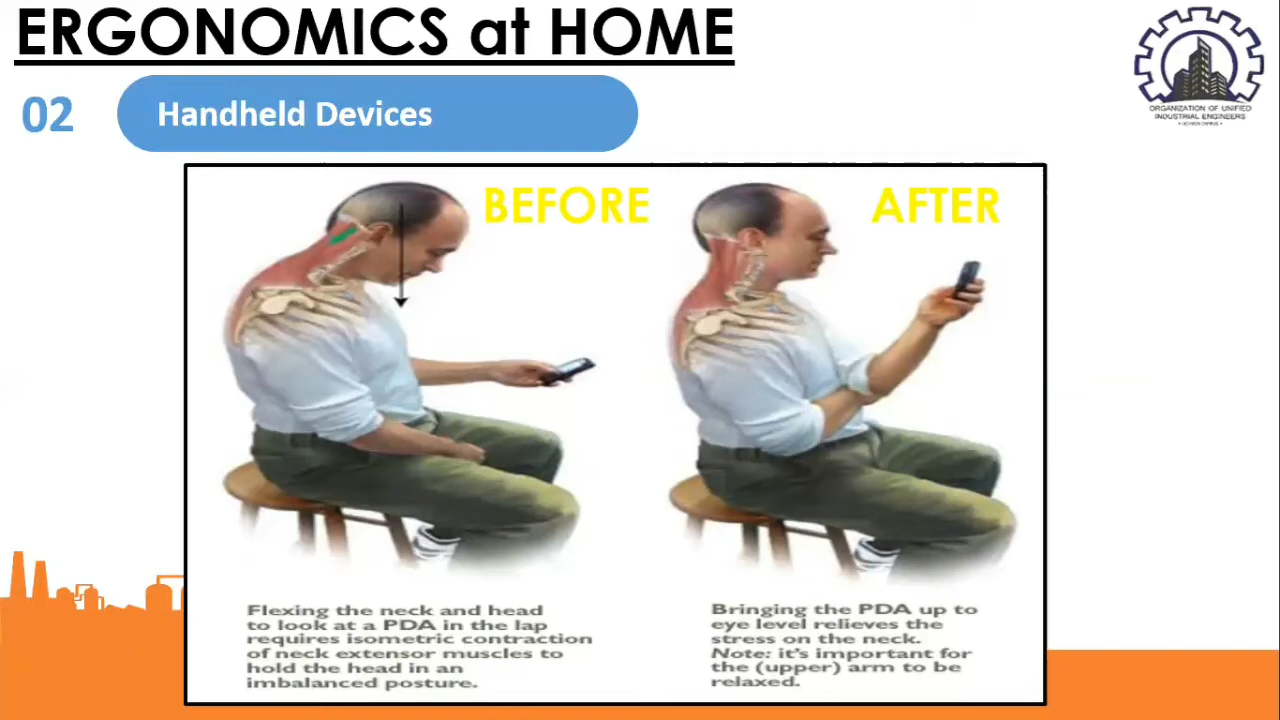 ERGONOMICS at HOME
02 Handheld Devices
ORGANIZATION OF UNIFIED
INDUSTRIAL ENGINEERS
BEFORE
AFTER
Flexing the neck and head
to look at a PDA in the lap
requires isometric contraction
of neck extensor muscles to
hold the head in an
imbalanced posture.
Bringing the PDA up to
eye level relieves the
stress on the neck.
Note: it's important for
the (upper) arm to be
relaxed.